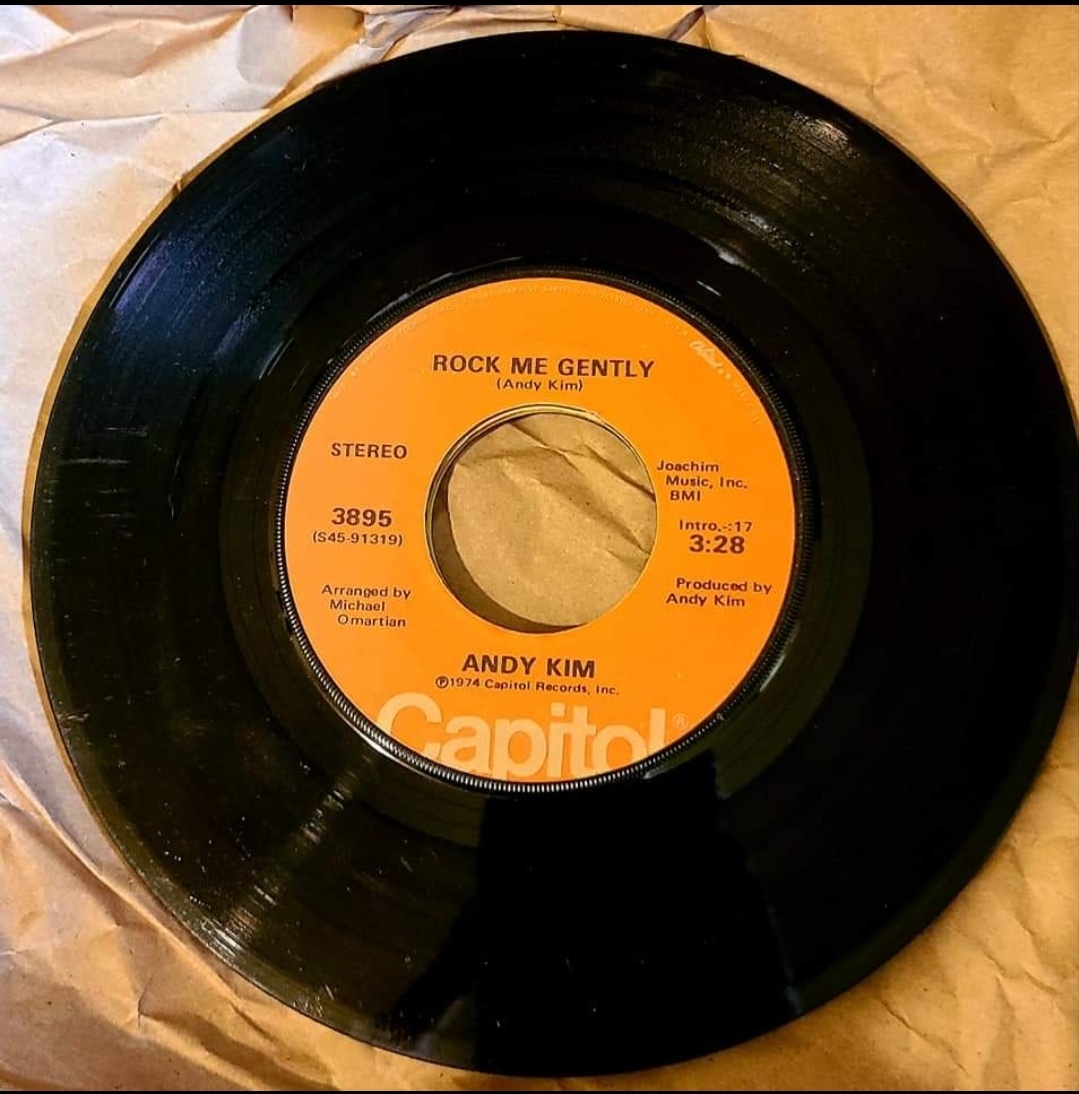 ROCK ME GENTLY
(Andy Kim)
STEREO
3895
(S45-91319)
Arranged by
Michael
Omartian
Joachim
Music, Inc.
BMI
Intro.-:17
3:28
Produced by
Andy Kim
ANDY KIM
℗1974 Capitol Records, Inc.
Capitol®
Capitol